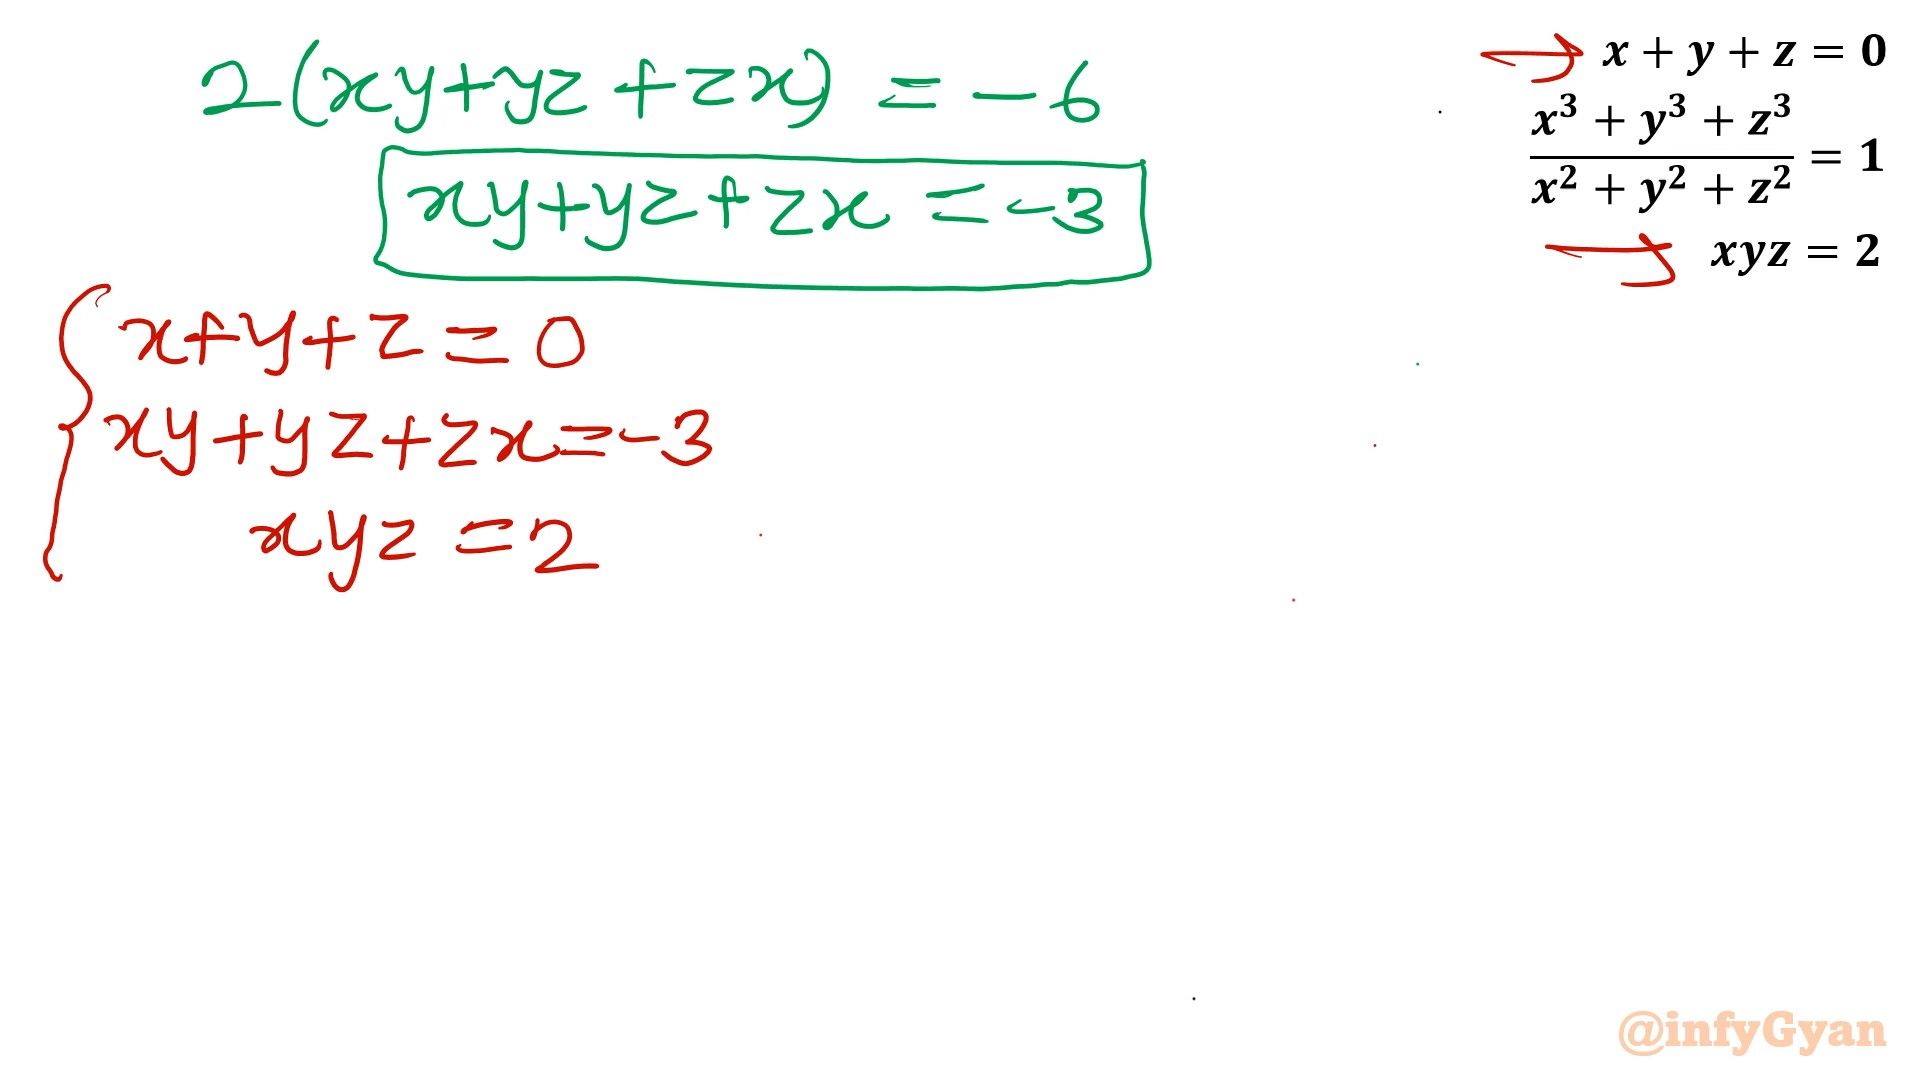 2(xy+yz+zx) = -6
xy+yz+zx = -3
x+y+z = 0
xy+yz+zx=-3
xyz =2
x + y + z = 0
x³ + y³ + z³
x² + y² + z²
= 1
xyz = 2
@infyGyan